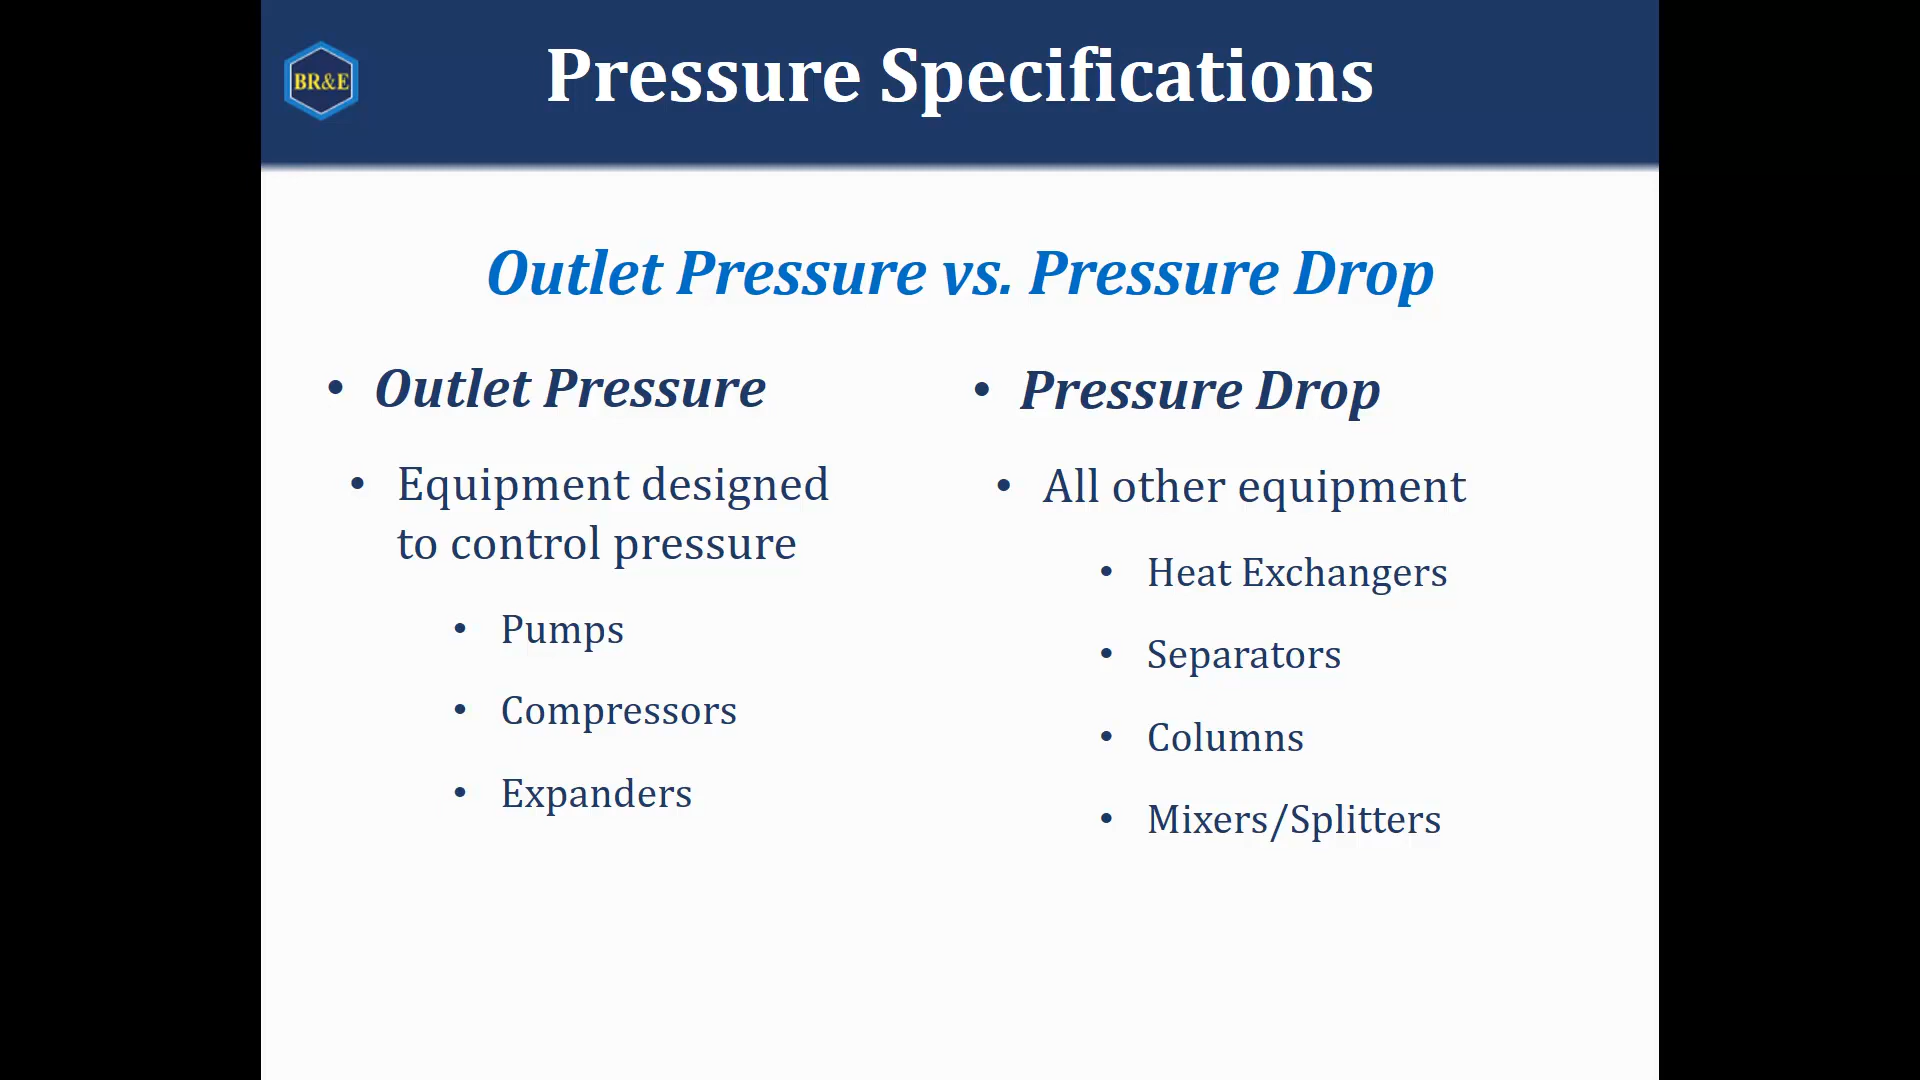 BR&E
Pressure Specifications
Outlet Pressure vs. Pressure Drop
• Outlet Pressure
• Equipment designed
to control pressure
• Pumps
• Compressors
• Expanders
• Pressure Drop
• All other equipment
• Heat Exchangers
• Separators
• Columns
• Mixers/Splitters